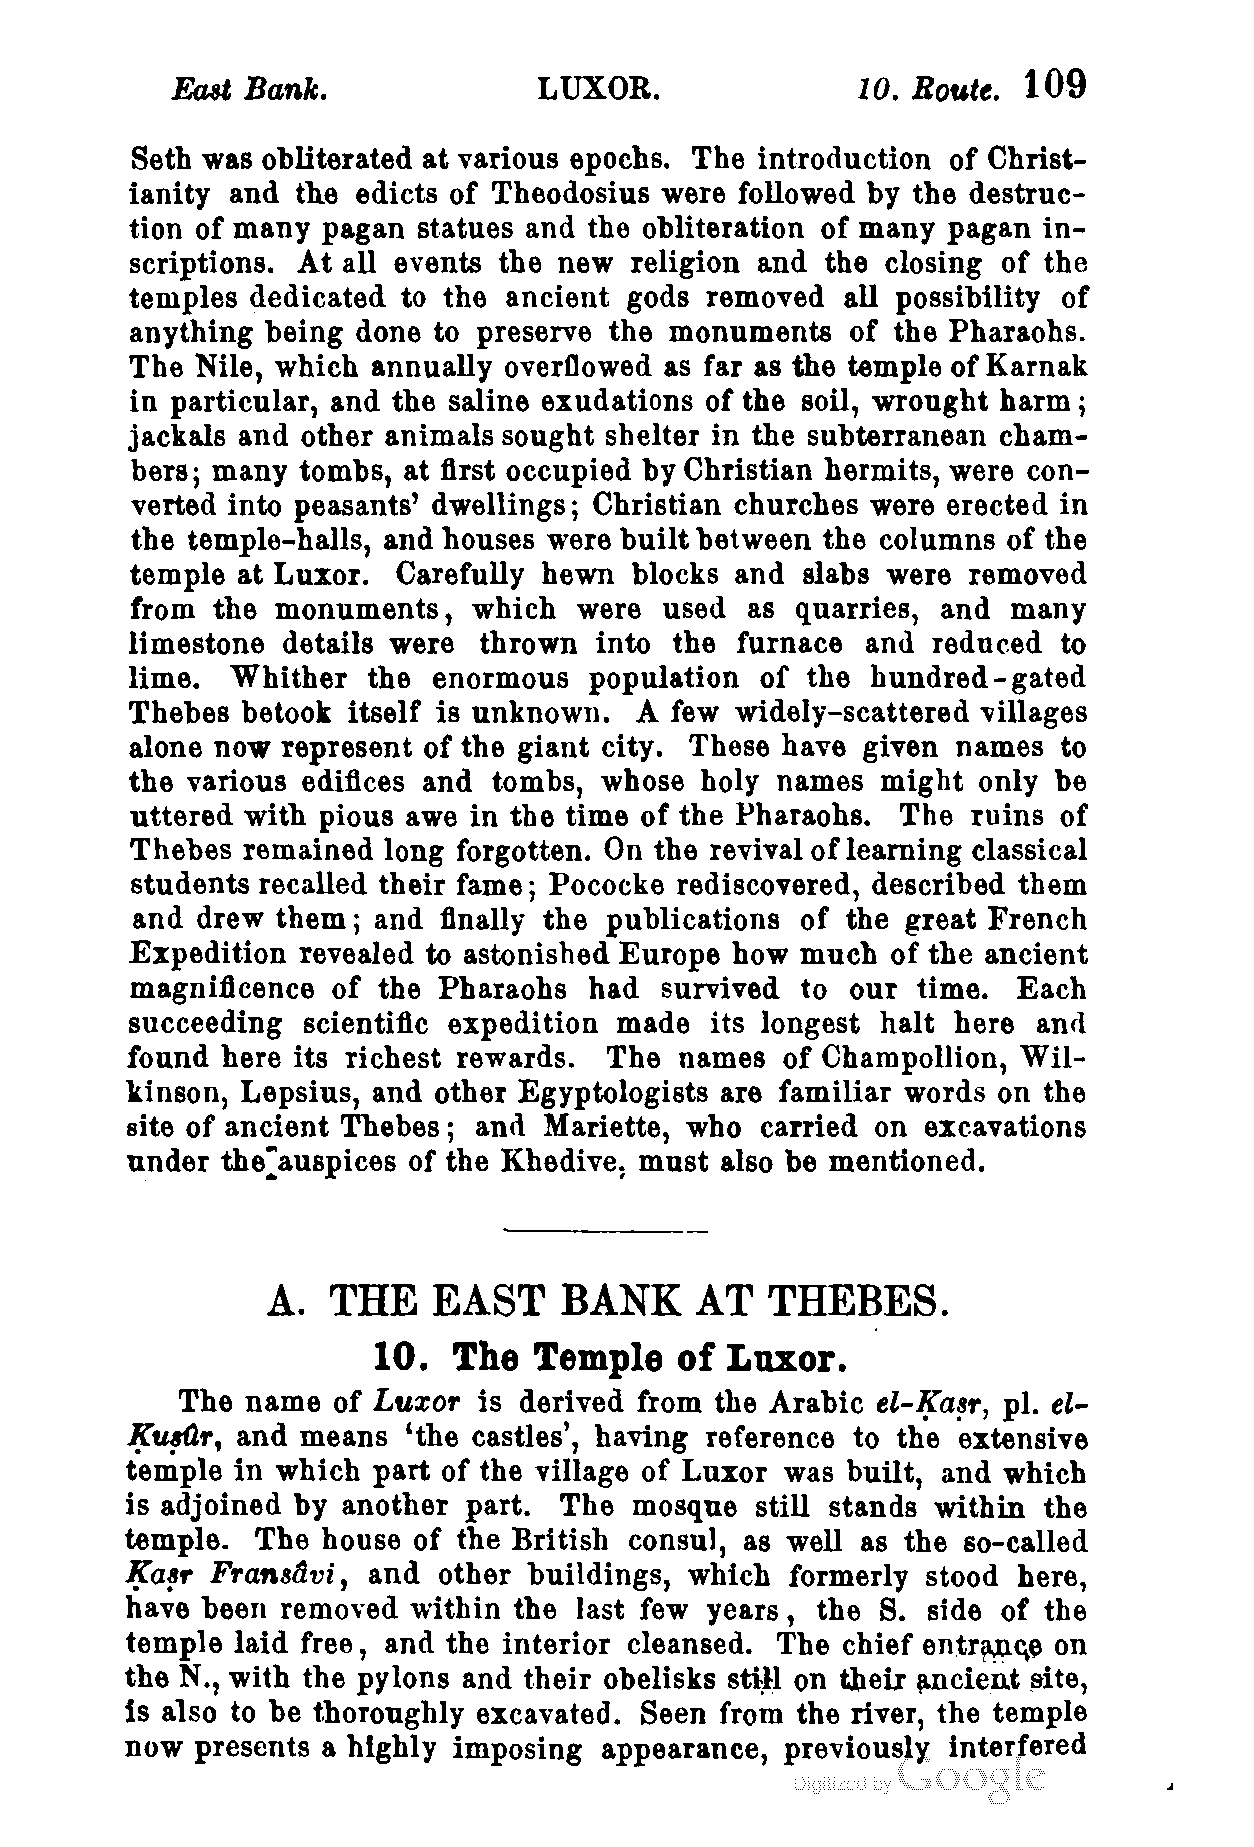 East Bank. LUXOR. 10. Route. 109
Seth was obliterated at various epochs. The introduction of Christ-
ianity and the edicts of Theodosius were followed by the destruc-
tion of many pagan statues and the obliteration of many pagan in-
scriptions. At all events the new religion and the closing of the
temples dedicated to the ancient gods removed all possibility of
anything being done to preserve the monuments of the Pharaohs.
The Nile, which annually overflowed as far as the temple of Karnak
in particular, and the saline exudations of the soil, wrought harm;
jackals and other animals sought shelter in the subterranean cham-
bers; many tombs, at first occupied by Christian hermits, were con-
verted into peasants' dwellings; Christian churches were erected in
the temple-halls, and houses were built between the columns of the
temple at Luxor. Carefully hewn blocks and slabs were removed
from the monuments, which were used as quarries, and many
limestone details were thrown into the furnace and reduced to
lime. Whither the enormous population of the hundred-gated
Thebes betook itself is unknown. A few widely-scattered villages
alone now represent of the giant city. These have given names to
the various edifices and tombs, whose holy names might only be
uttered with pious awe in the time of the Pharaohs. The ruins of
Thebes remained long forgotten. On the revival of learning classical
students recalled their fame; Pococke rediscovered, described them
and drew them; and finally the publications of the great French
Expedition revealed to astonished Europe how much of the ancient
magnificence of the Pharaohs had survived to our time. Each
succeeding scientific expedition made its longest halt here and
found here its richest rewards. The names of Champollion, Wil-
kinson, Lepsius, and other Egyptologists are familiar words on the
site of ancient Thebes; and Mariette, who carried on excavations
under the auspices of the Khedive, must also be mentioned.
A. THE EAST BANK AT THEBES.
10. The Temple of Luxor.
The name of Luxor is derived from the Arabic el-Ḳaṣr, pl. el-
Ḳuṣûr, and means 'the castles', having reference to the extensive
temple in which part of the village of Luxor was built, and which
is adjoined by another part. The mosque still stands within the
temple. The house of the British consul, as well as the so-called
Ḳaṣr Fransâvi, and other buildings, which formerly stood here,
have been removed within the last few years, the S. side of the
temple laid free, and the interior cleansed. The chief entrance on
the N., with the pylons and their obelisks still on their ancient site,
is also to be thoroughly excavated. Seen from the river, the temple
now presents a highly imposing appearance, previously interfered
Digitized by Google